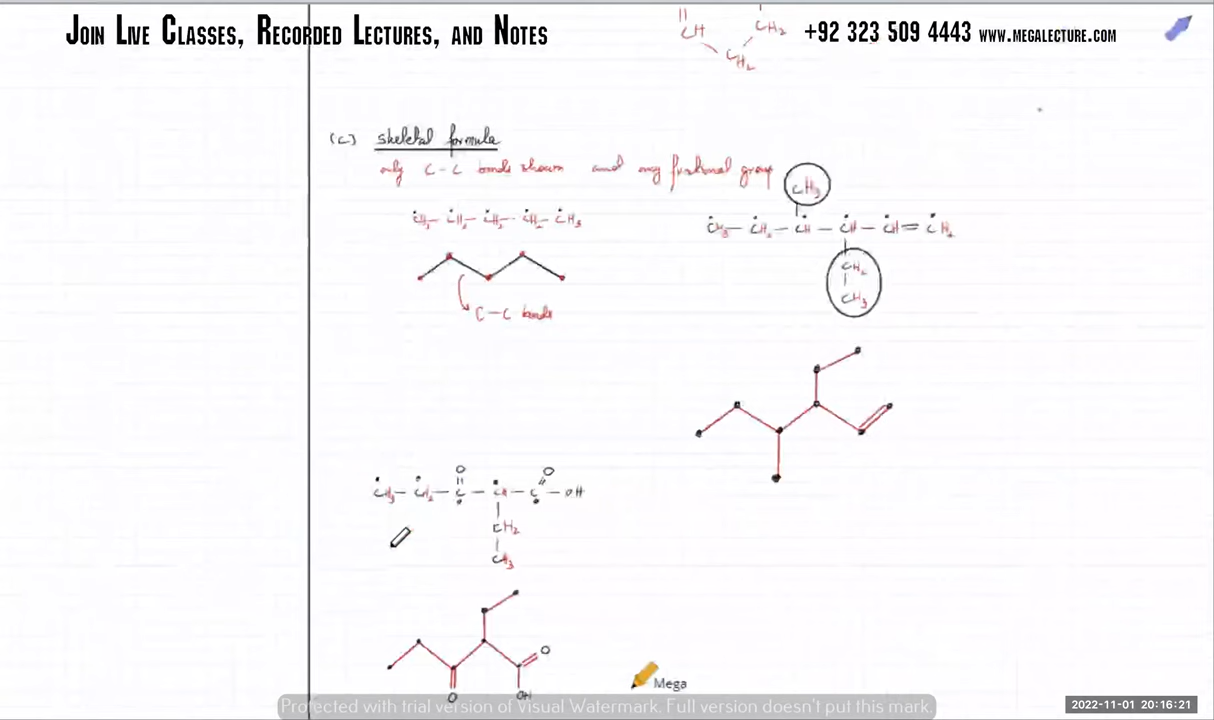 JOIN LIVE CLASSES, RECORDED LECTURES, AND NOTES
+92 323 509 4443 WWW.MEGALECTURE.COM
CH
CH2
CH2
(c) skeletal formula
only C-C bonds shown and any
group
CH3
CH3- CH2- CH2- CH2- CH3
CH3- CH2 - CH - CH - CH = CH2
CH2
CH3
C-C bonds
O O
CH3- CH2- C - CH - C - OH
CH2
CH3
O
O OH
Mega
Protected with trial version of Visual Watermark. Full version doesn't put this mark.
2022-11-01 20:16:21